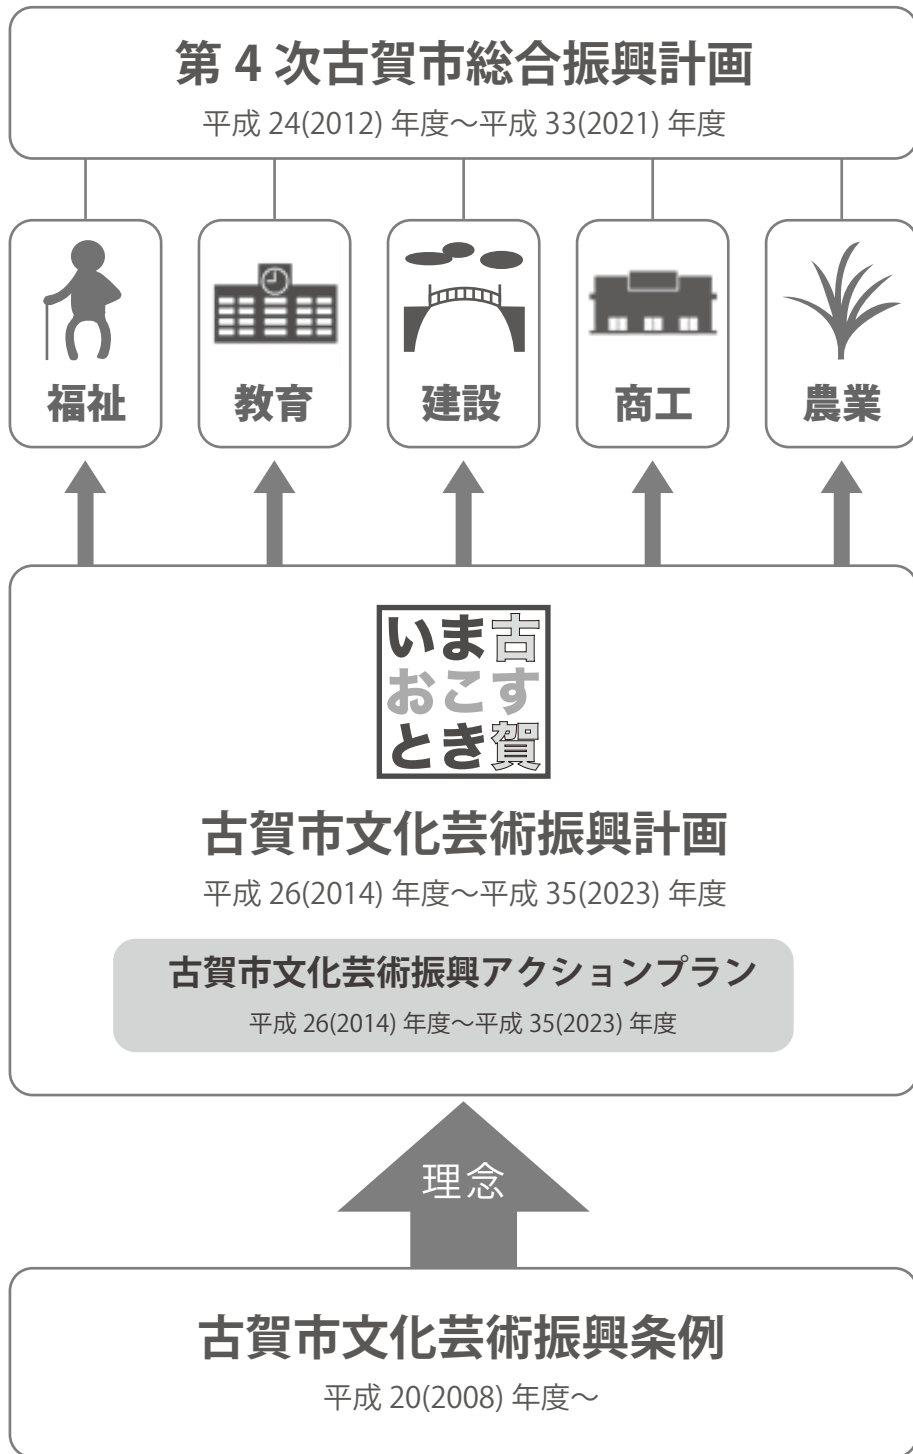 第 4 次古賀市総合振興計画
平成 24(2012) 年度～平成 33(2021) 年度
福祉
教育
建設
商工
農業
いま古
おこす
とき賀
古賀市文化芸術振興計画
平成 26(2014) 年度～平成 35(2023) 年度
古賀市文化芸術振興アクションプラン
平成 26(2014) 年度～平成 35(2023) 年度
理念
古賀市文化芸術振興条例
平成 20(2008) 年度～